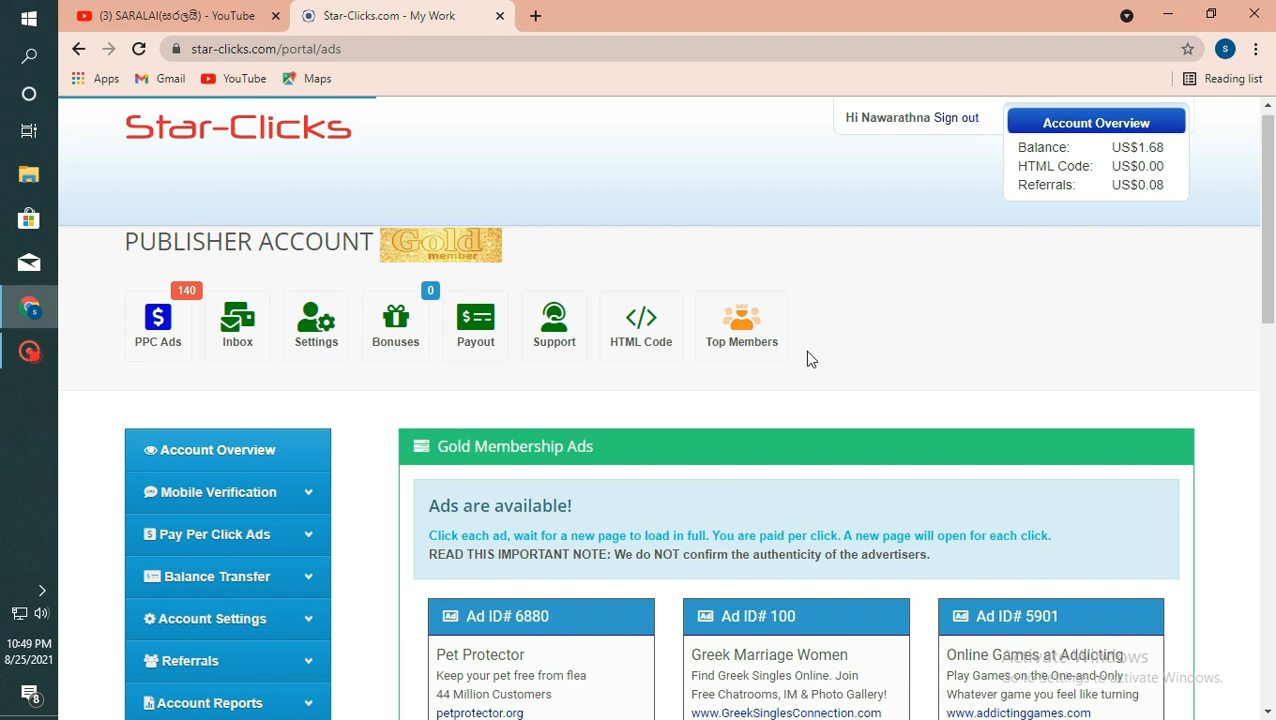 (3) SARALAI(සරලයි) - YouTube
Star-Clicks.com - My Work
star-clicks.com/portal/ads
S
Apps
Gmail
YouTube
Maps
Reading list
Star-Clicks
Hi Nawarathna Sign out
Account Overview
Balance: US$1.68
HTML Code: US$0.00
Referrals: US$0.08
PUBLISHER ACCOUNT Gold member
140
0
PPC Ads
Inbox
Settings
Bonuses
Payout
Support
HTML Code
Top Members
Account Overview
Mobile Verification
Pay Per Click Ads
Balance Transfer
Account Settings
Referrals
Account Reports
Gold Membership Ads
Ads are available!
Click each ad, wait for a new page to load in full. You are paid per click. A new page will open for each click.
READ THIS IMPORTANT NOTE: We do NOT confirm the authenticity of the advertisers.
Ad ID# 6880
Pet Protector
Keep your pet free from flea
44 Million Customers
petprotector.org
Ad ID# 100
Greek Marriage Women
Find Greek Singles Online. Join
Free Chatrooms, IM & Photo Gallery!
www.GreekSinglesConnection.com
Ad ID# 5901
Online Games at Addicting
Play Games on the One-and-Only
Whatever game you feel like turning
www.addictinggames.com
Activate Windows
Go to Settings to activate Windows.
10:49 PM
8/25/2021
8